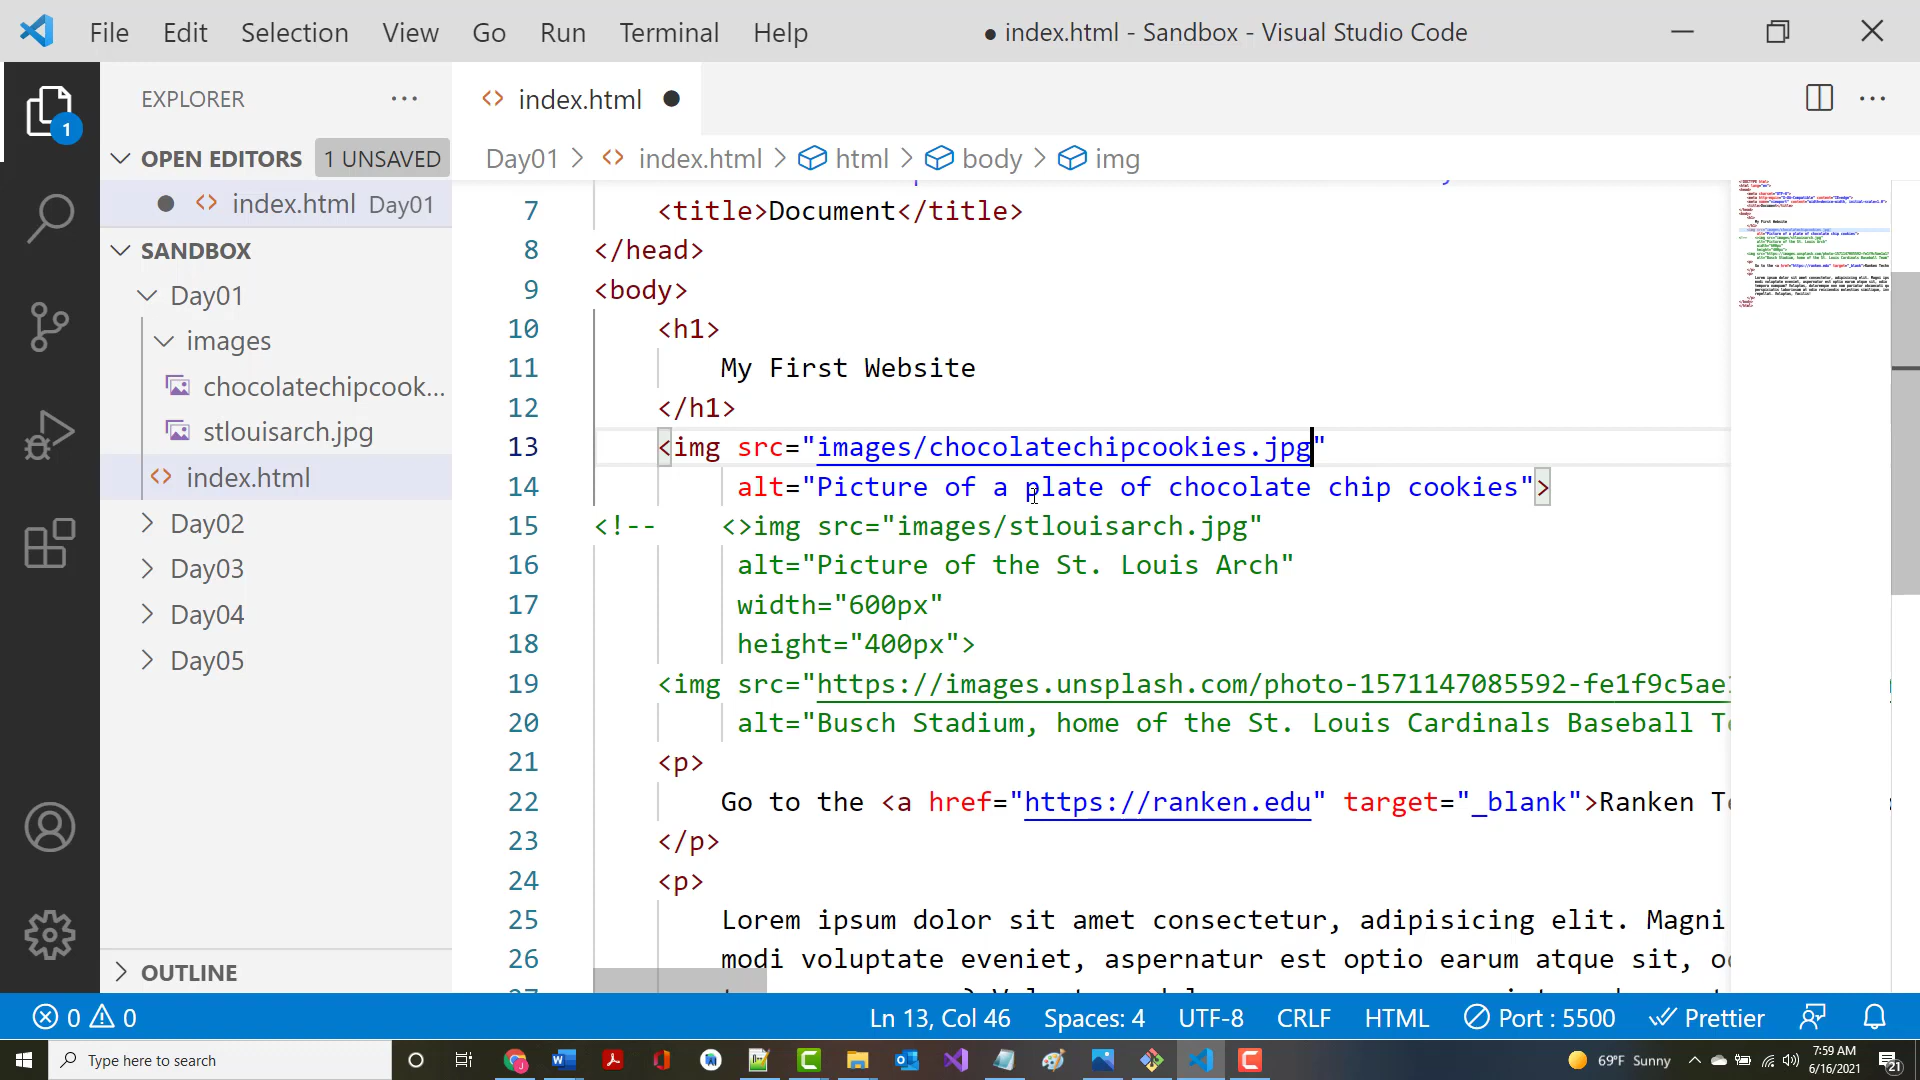 File Edit Selection View Go Run Terminal Help ● index.html - Sandbox - Visual Studio Code
EXPLORER
index.html
OPEN EDITORS 1 UNSAVED
Day01 > index.html > html > body > img
1
index.html Day01
SANDBOX
Day01
images
chocolatechipcook...
stlouisarch.jpg
index.html
Day02
Day03
Day04
Day05
OUTLINE
7 <title>Document</title>
8 </head>
9 <body>
10 <h1>
11 My First Website
12 </h1>
13 <img src="images/chocolatechipcookies.jpg"
14 alt="Picture of a plate of chocolate chip cookies">
15 <!-- <>img src="images/stlouisarch.jpg"
16 alt="Picture of the St. Louis Arch"
17 width="600px"
18 height="400px">
19 <img src="https://images.unsplash.com/photo-1571147085592-fe1f9c5ae
20 alt="Busch Stadium, home of the St. Louis Cardinals Baseball
21 <p>
22 Go to the <a href="https://ranken.edu" target="_blank">Ranken
23 </p>
24 <p>
25 Lorem ipsum dolor sit amet consectetur, adipisicing elit. Magni
26 modi voluptate eveniet, aspernatur est optio earum atque sit,
0 0 Ln 13, Col 46 Spaces: 4 UTF-8 CRLF HTML Port : 5500 Prettier
Type here to search
69°F Sunny
7:59 AM
6/16/2021
21